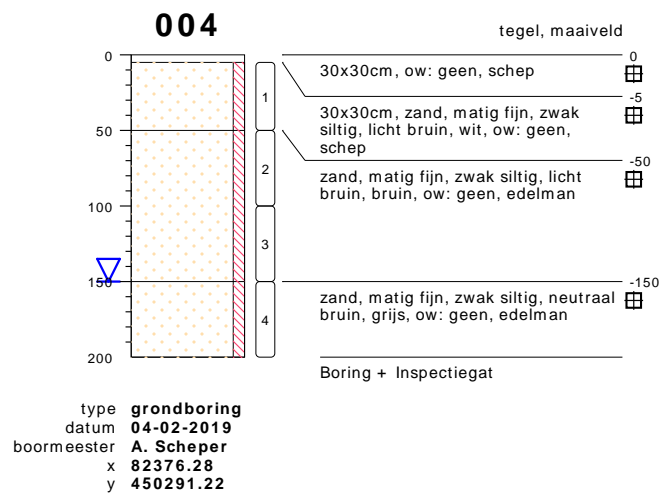 004
tegel, maaiveld
0
0
30x30cm, ow: geen, schep
-5
1
30x30cm, zand, matig fijn, zwak
siltig, licht bruin, wit, ow: geen,
schep
50
-50
2
zand, matig fijn, zwak siltig, licht
bruin, bruin, ow: geen, edelman
100
3
150
-150
zand, matig fijn, zwak siltig, neutraal
bruin, grijs, ow: geen, edelman
4
200
Boring + Inspectiegat
type grondboring
datum 04-02-2019
boormeester A. Scheper
x 82376.28
y 450291.22